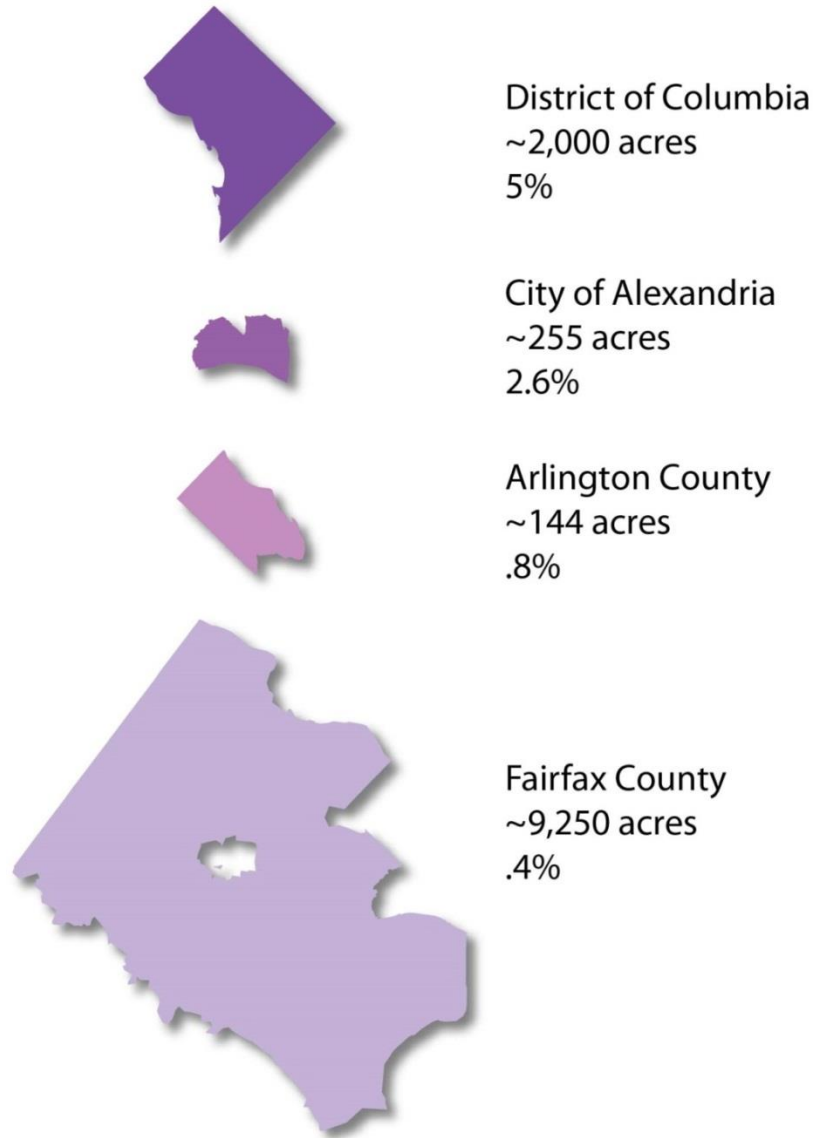 District of Columbia
~2,000 acres
5%
City of Alexandria
~255 acres
2.6%
Arlington County
~144 acres
.8%
Fairfax County
~9,250 acres
.4%